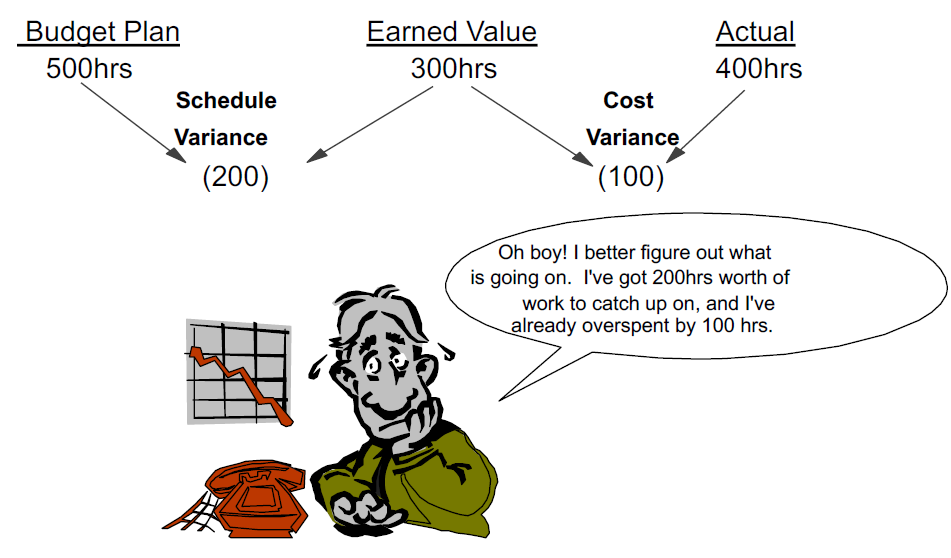 Budget Plan
Earned Value
Actual
500hrs
300hrs
400hrs
Schedule
Variance
(200)
Cost
Variance
(100)
Oh boy! I better figure out what
is going on. I've got 200hrs worth of
work to catch up on, and I've
already overspent by 100 hrs.